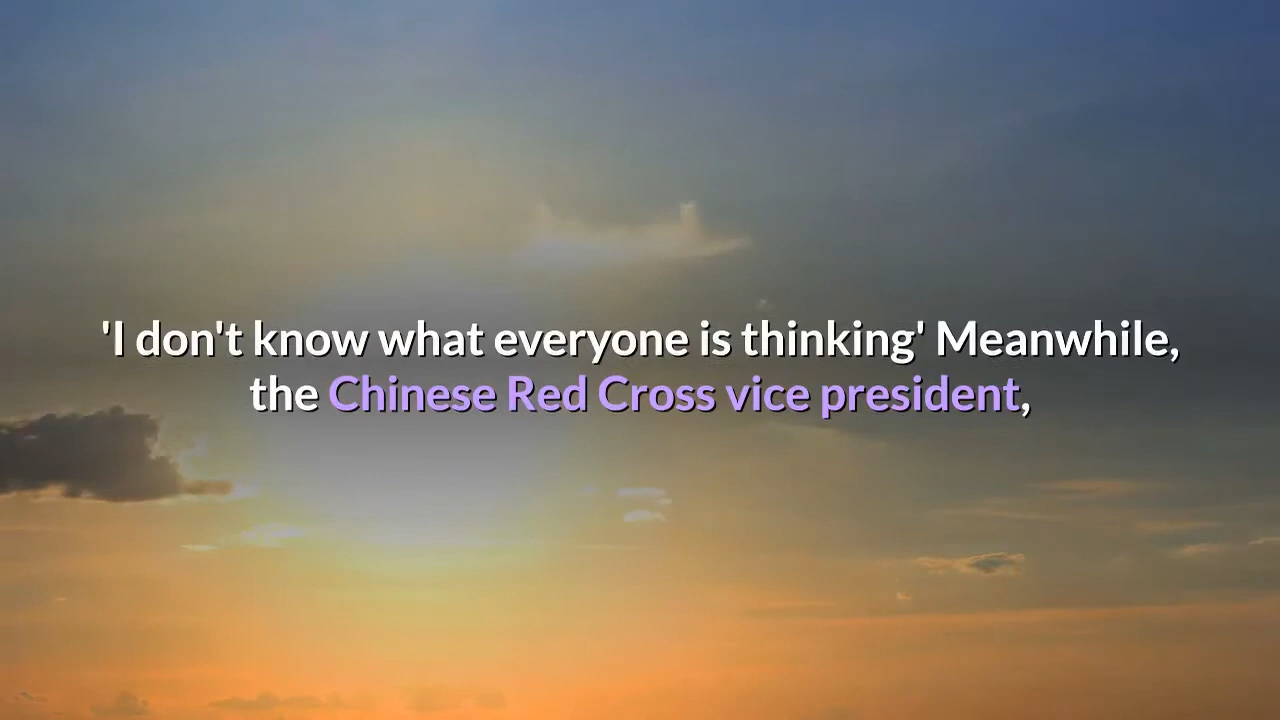 'I don't know what everyone is thinking' Meanwhile,
the Chinese Red Cross vice president,